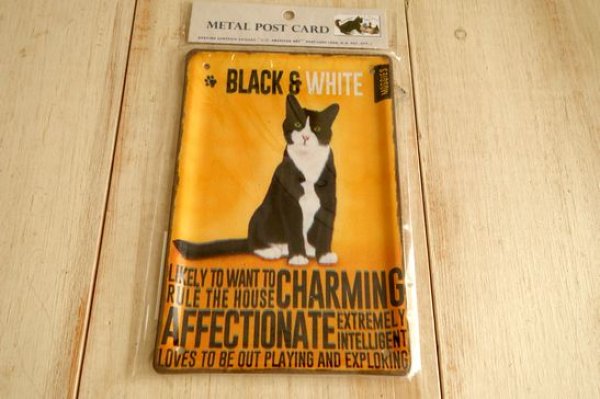 METAL POST CARD
BLACK & WHITE
MOGGIES
LIKELY TO WANT TO
RULE THE HOUSE
CHARMING
AFFECTIONATE
EXTREMELY
INTELLIGENT
LOVES TO BE OUT PLAYING AND EXPLORING